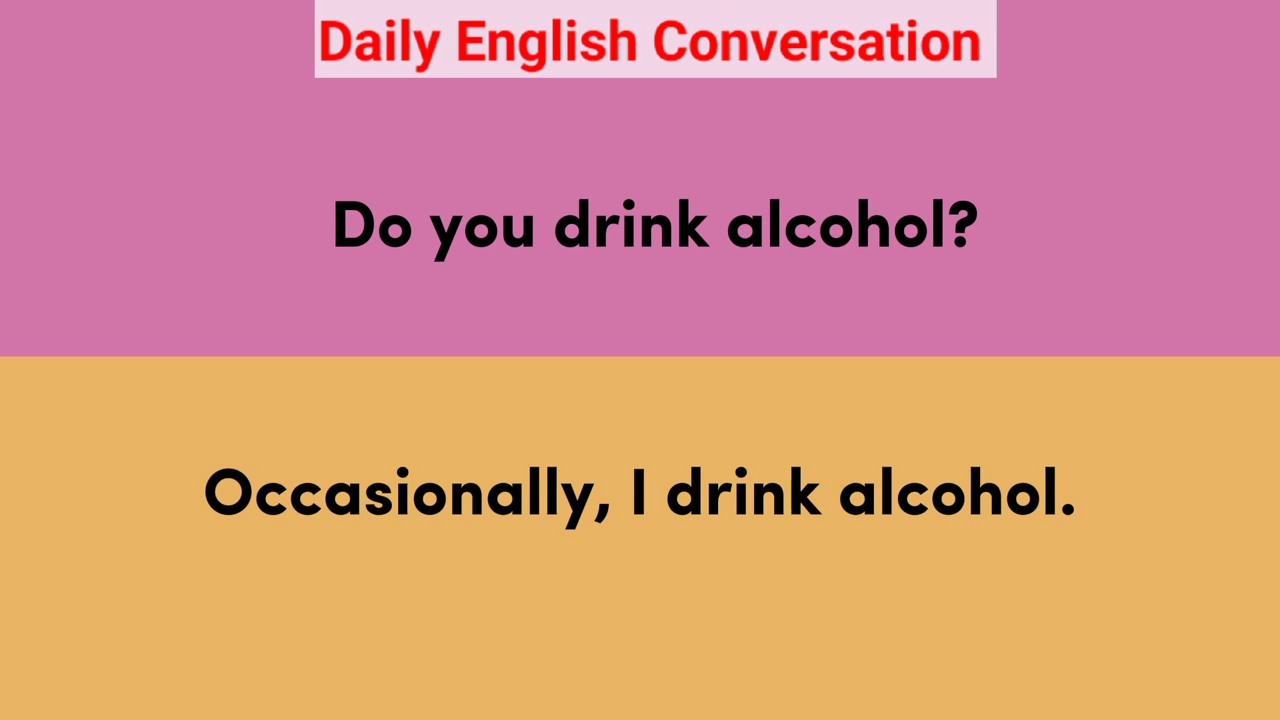 Daily English Conversation
Do you drink alcohol?
Occasionally, I drink alcohol.